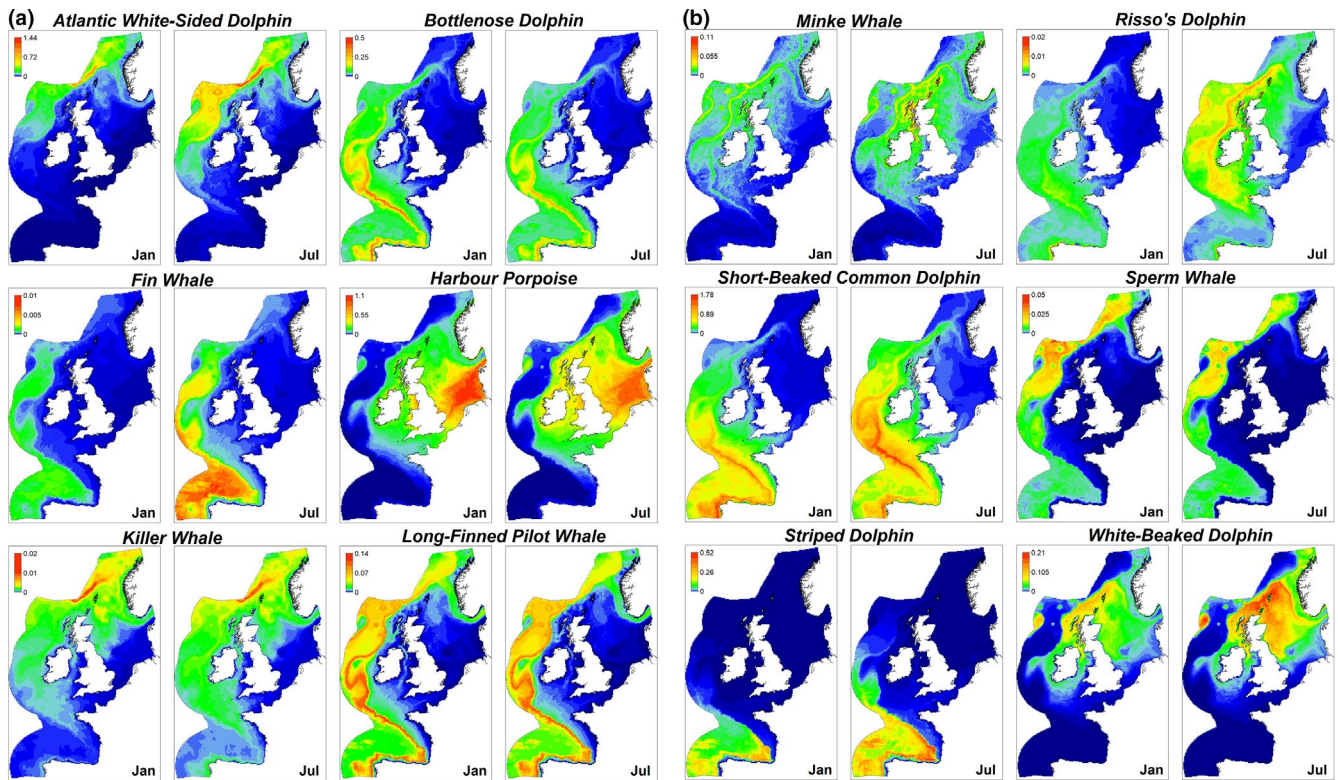 (a)
Atlantic White-Sided Dolphin
1.44
0.72
0
Jan
Jul
Bottlenose Dolphin
0.5
0.25
0
Jan
Jul
Fin Whale
0.01
0.005
0
Jan
Jul
Harbour Porpoise
1.1
0.55
0
Jan
Jul
Killer Whale
0.02
0.01
0
Jan
Jul
Long-Finned Pilot Whale
0.14
0.07
0
Jan
Jul
(b)
Minke Whale
0.11
0.055
0
Jan
Jul
Risso's Dolphin
0.02
0.01
0
Jan
Jul
Short-Beaked Common Dolphin
1.78
0.89
0
Jan
Jul
Sperm Whale
0.05
0.025
0
Jan
Jul
Striped Dolphin
0.52
0.26
0
Jan
Jul
White-Beaked Dolphin
0.21
0.105
0
Jan
Jul